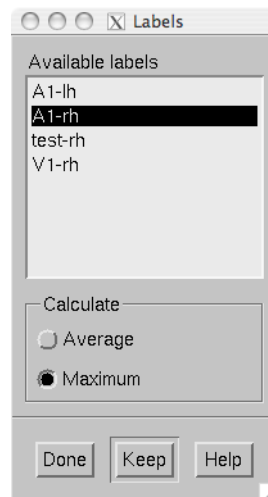 Labels
Available labels
A1-lh
A1-rh
test-rh
V1-rh
Calculate
Average
Maximum
Done Keep Help